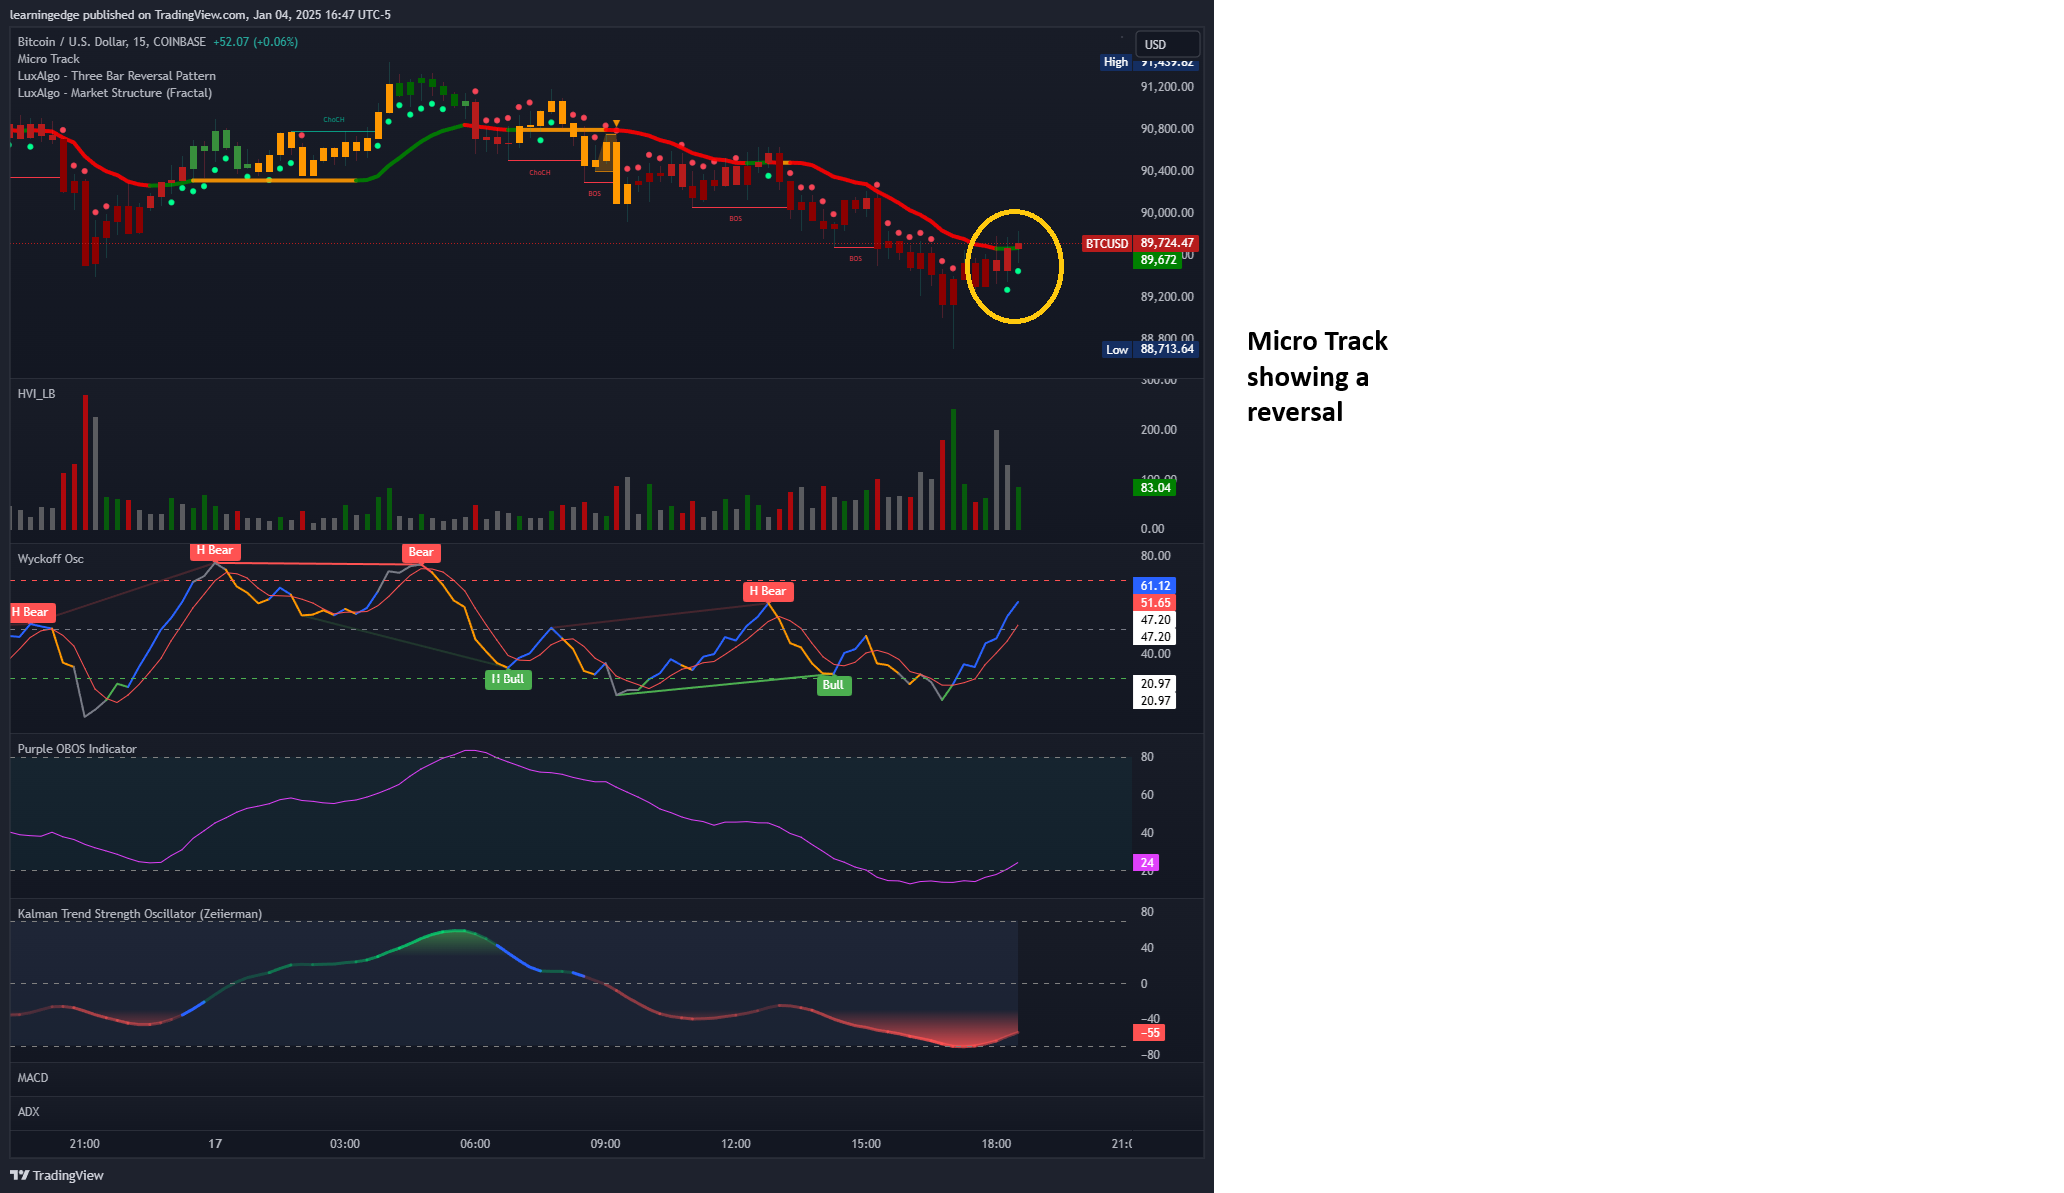 learningedge published on TradingView.com, Jan 04, 2025 16:47 UTC-5
Bitcoin / U.S. Dollar, 15, COINBASE +52.07 (+0.06%)
Micro Track
LuxAlgo - Three Bar Reversal Pattern
LuxAlgo - Market Structure (Fractal)
USD
High 91,439.82
91,200.00
90,800.00
90,400.00
90,000.00
BTCUSD 89,724.47
89,672
89,200.00
88,800.00
Low 88,713.64
ChoCH
ChoCH
BOS
BOS
BOS
Micro Track
showing a
reversal
HVI_LB
300.00
200.00
100.00
83.04
0.00
Wyckoff Osc
H Bear
H Bear
Bear
H Bull
H Bear
Bull
80.00
61.12
51.65
47.20
47.20
40.00
20.97
20.97
Purple OBOS Indicator
80
60
40
24
20
Kalman Trend Strength Oscillator (Zeiierman)
80
40
0
−40
−55
−80
MACD
ADX
21:00 17 03:00 06:00 09:00 12:00 15:00 18:00
TradingView